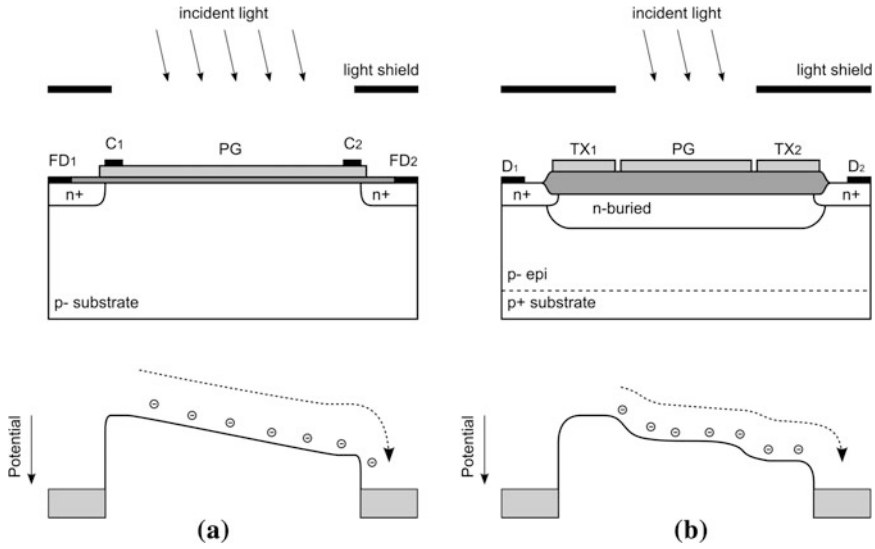 incident light
light shield
C1
PG
C2
FD1
FD2
n+
n+
p- substrate
Potential
(a)
incident light
light shield
TX1
PG
TX2
D1
D2
n+
n+
n-buried
p- epi
p+ substrate
Potential
(b)